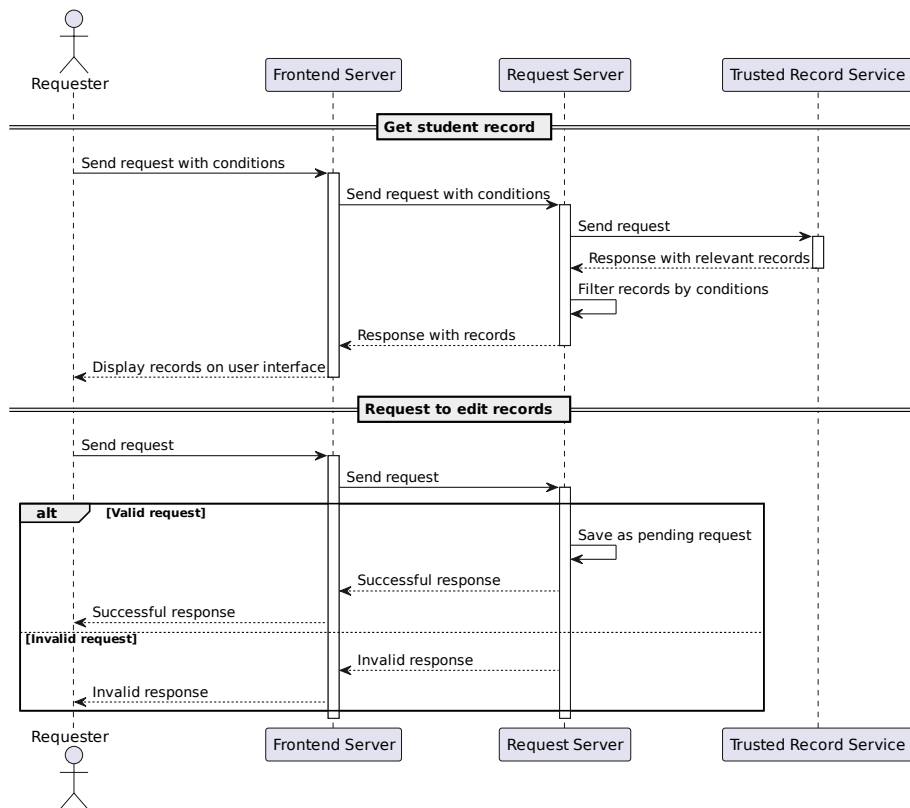 Requester
Frontend Server
Request Server
Trusted Record Service
Get student record
Send request with conditions
Send request with conditions
Send request
Response with relevant records
Filter records by conditions
Response with records
Display records on user interface
Request to edit records
Send request
Send request
alt
[Valid request]
Save as pending request
Successful response
Successful response
[Invalid request]
Invalid response
Invalid response
Requester
Frontend Server
Request Server
Trusted Record Service